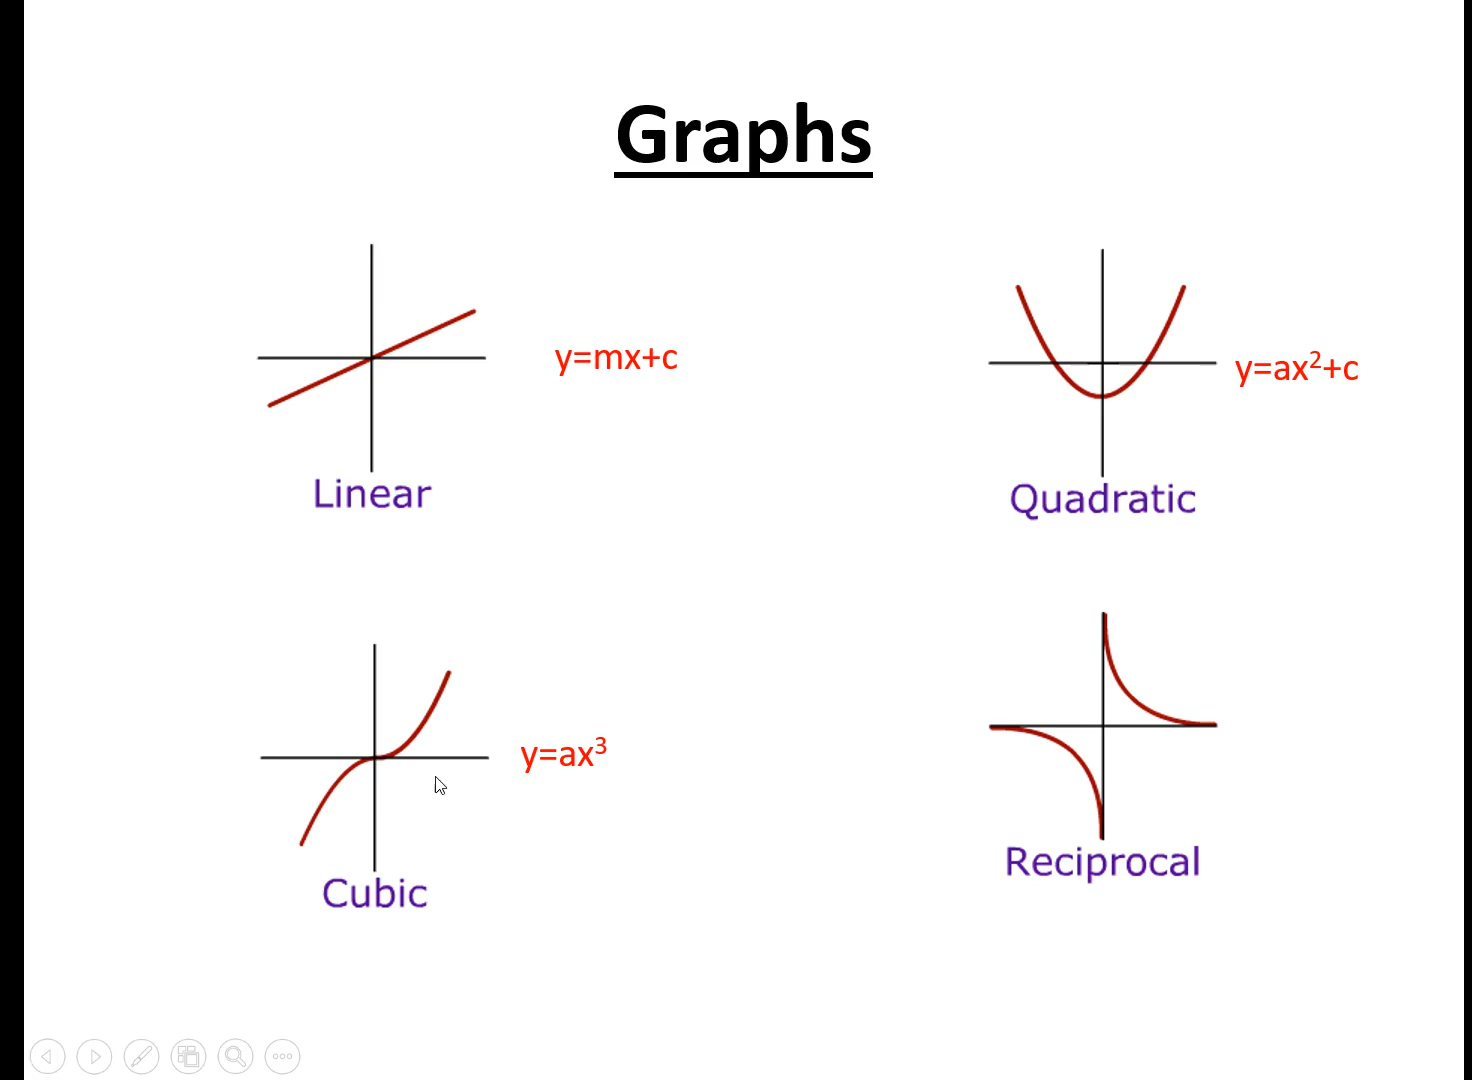 Graphs
y=mx+c
y=ax²+c
Linear
Quadratic
y=ax³
Reciprocal
Cubic